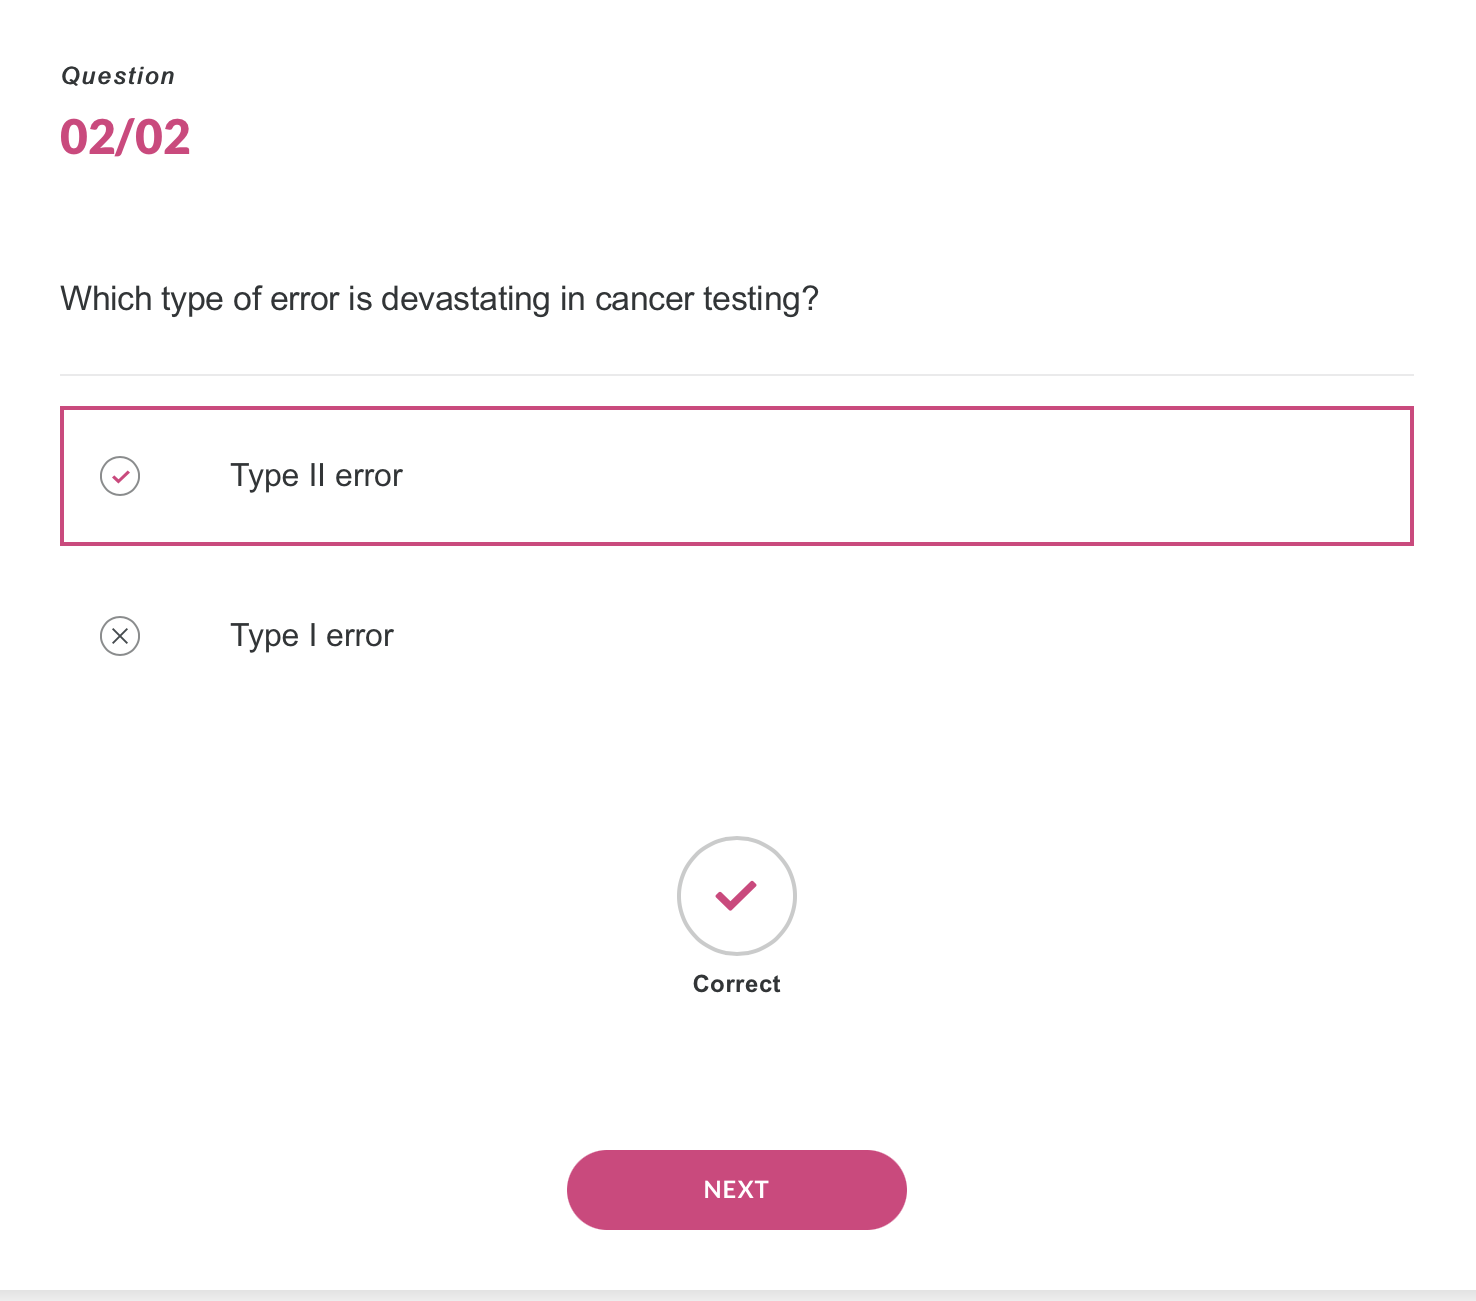 Question
02/02
Which type of error is devastating in cancer testing?
Type II error
Type I error
Correct
NEXT